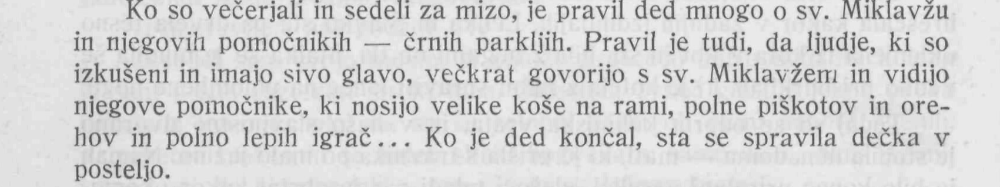 Ko so večerjali in sedeli za mizo, je pravil ded mnogo o sv. Miklavžu
in njegovih pomočnikih — črnih parkljih. Pravil je tudi, da ljudje, ki so
izkušeni in imajo sivo glavo, večkrat govorijo s sv. Miklavžem in vidijo
njegove pomočnike, ki nosijo velike koše na rami, polne piškotov in ore-
hov in polno lepih igrač... Ko je ded končal, sta se spravila dečka v
posteljo.